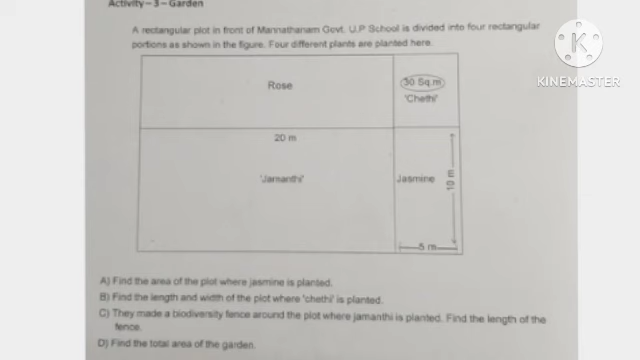 Activity – 3 – Garden
A rectangular plot in front of Mannathanam Govt. U.P School is divided into four rectangular
portions as shown in the figure. Four different plants are planted here.
KINEMASTER
Rose
30 Sq.m
'Chethi'
20 m
'Jamanthi'
Jasmine
10 m
5 m
A) Find the area of the plot where jasmine is planted.
B) Find the length and width of the plot where 'chethi' is planted.
C) They made a biodiversity fence around the plot where jamanthi is planted. Find the length of the
fence.
D) Find the total area of the garden.